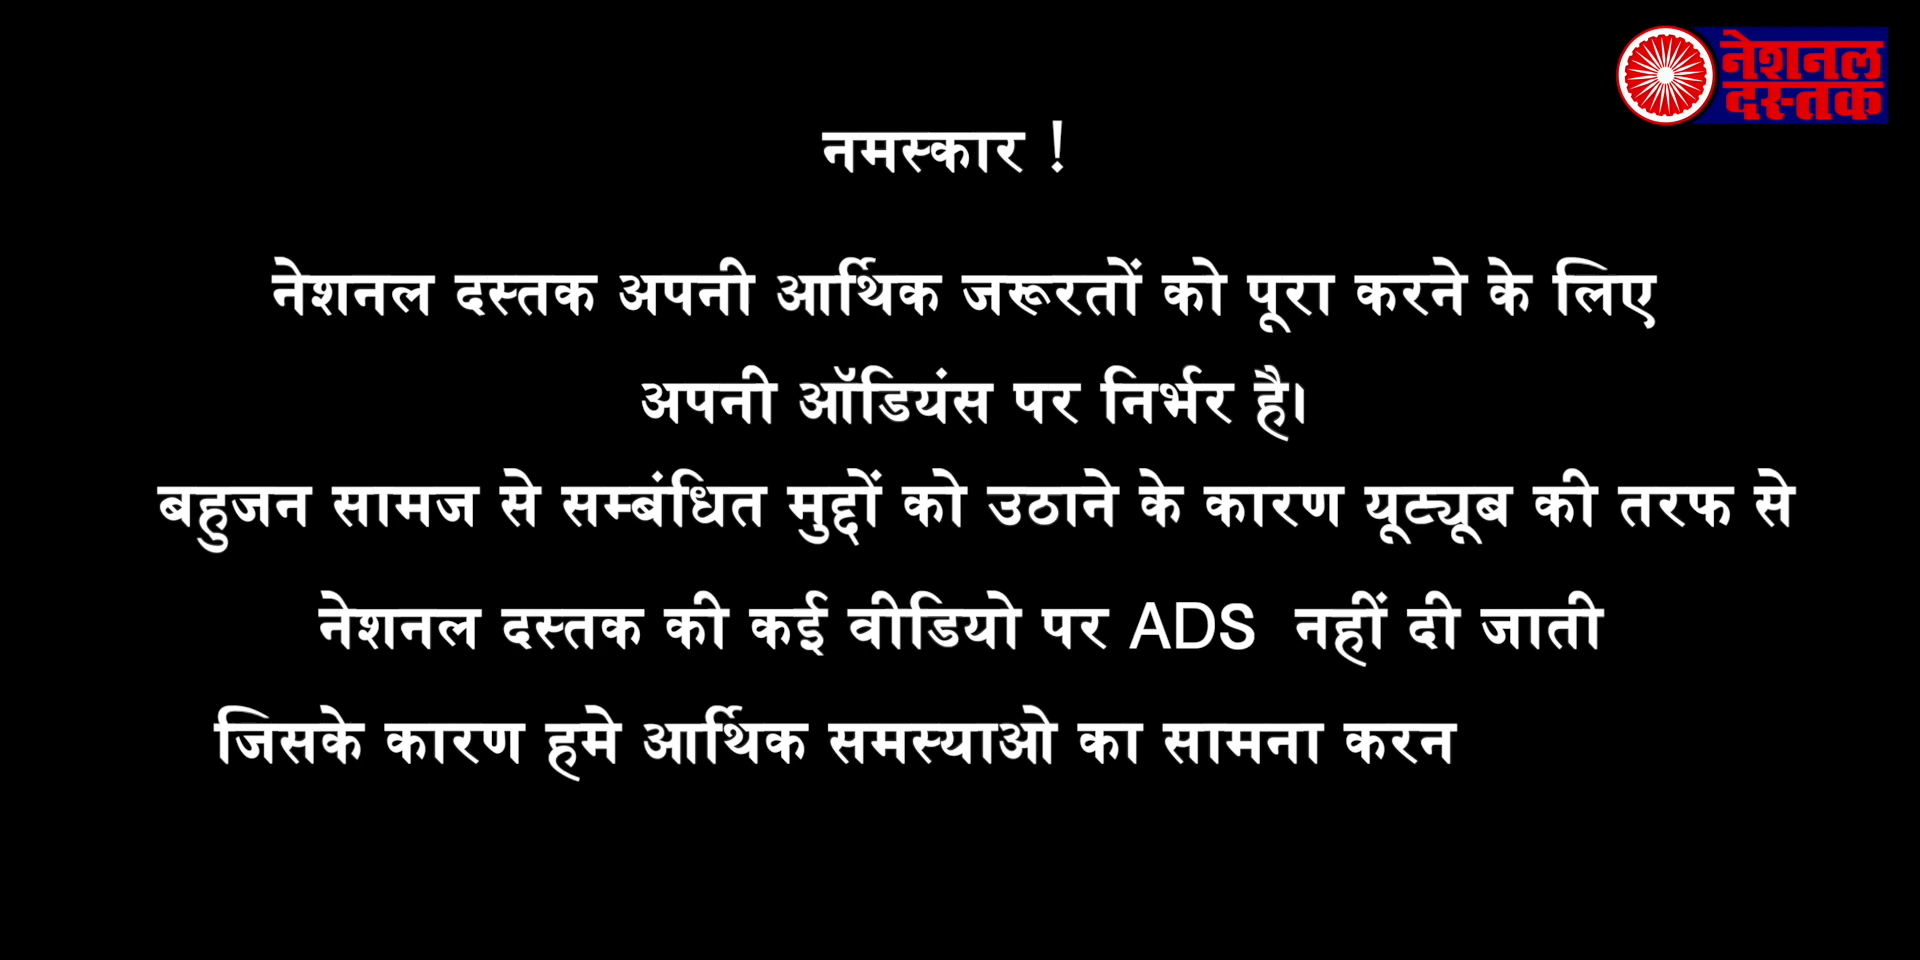 नेशनल
दस्तक
नमस्कार !
नेशनल दस्तक अपनी आर्थिक जरूरतों को पूरा करने के लिए
अपनी ऑडियंस पर निर्भर है।
बहुजन सामज से सम्बंधित मुद्दों को उठाने के कारण यूट्यूब की तरफ से
नेशनल दस्तक की कई वीडियो पर ADS नहीं दी जाती
जिसके कारण हमे आर्थिक समस्याओ का सामना करन